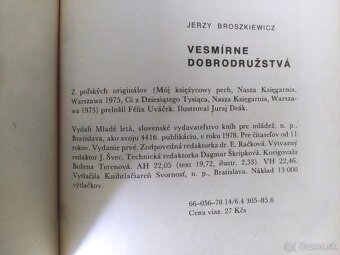 JERZY BROSZKIEWICZ
VESMÍRNE
DOBRODRUŽSTVÁ
Z poľských originálov (Mój księżycowy pech, Nasza Księgarnia,
Warszawa 1975, Ci z Dziesiątego Tysiąca, Nasza Księgarnia, Warsza-
wa 1973) preložil Félix Uváček. Ilustroval Juraj Deák.
Vydali Mladé letá, slovenské vydavateľstvo kníh pre mládež, n. p.,
Bratislava, ako svoju 4416. publikáciu, v roku 1978. Pre čitateľov od 11
rokov. Vydanie prvé. Zodpovedná redaktorka dr. E. Račková. Výtvarný
redaktor J. Švec. Technická redaktorka Dagmar Škripková. Korigovala
Božena Terenová. AH 22,05 (text 19,72, ilustr. 2,33). VH 22,46.
Vytlačila Kníhtlačiareň Svornosť, n. p., Bratislava. Náklad 13 000
výtlačkov.
66-056-78 14/6.4 305-85.6
Cena viaz. 27 Kčs
bazos.sk